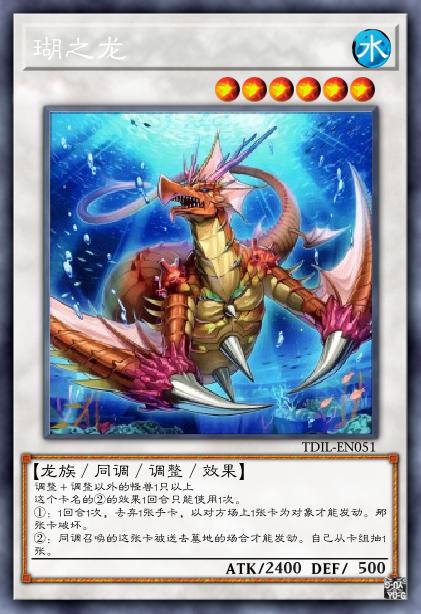 瑚之龙
水
TDIL-EN051
【龙族／同调／调整／效果】
调整＋调整以外的怪兽1只以上
这个卡名的②的效果1回合只能使用1次。
①：1回合1次，去弃1张手卡，以对方场上1张卡为对象才能发动。那
张卡破坏。
②：同调召唤的这张卡被送去墓地的场合才能发动。自己从卡组抽1
张。
ATK/2400 DEF/ 500